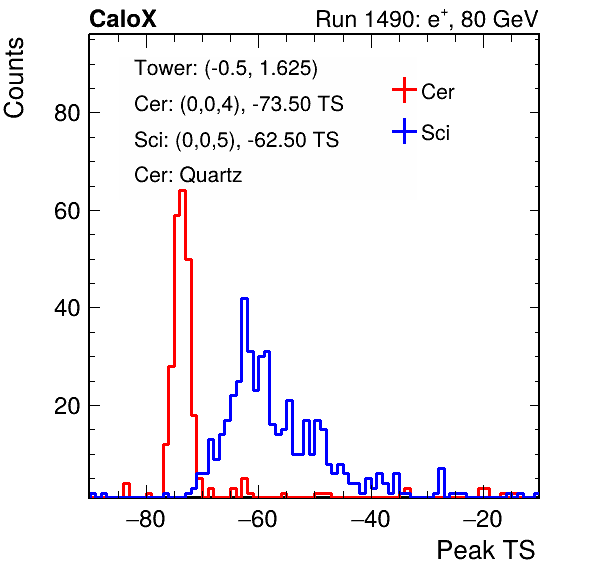 CaloX Run 1490: e⁺, 80 GeV
Counts
Tower: (-0.5, 1.625)
Cer: (0,0,4), -73.50 TS
Sci: (0,0,5), -62.50 TS
Cer: Quartz
Cer
Sci
80
60
40
20
−80 −60 −40 −20
Peak TS